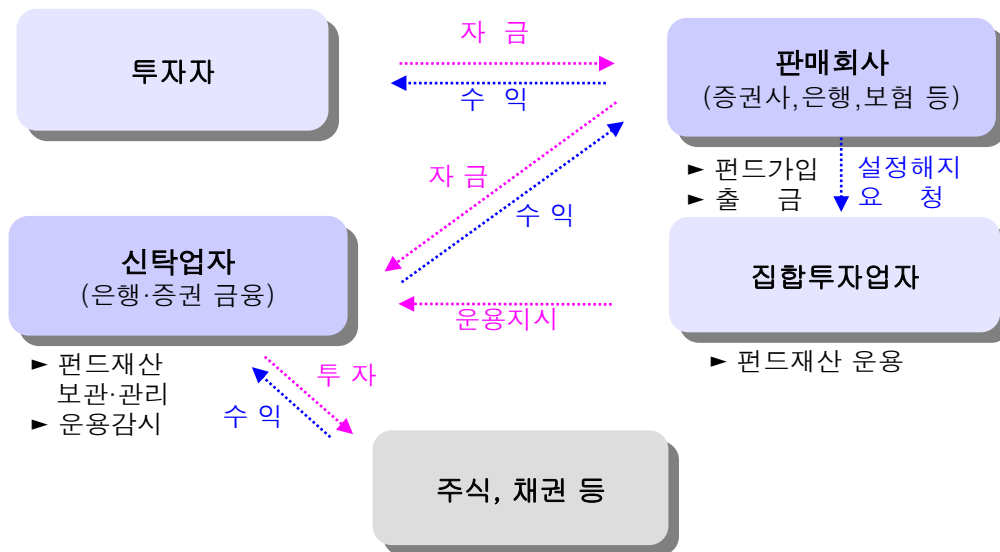 자 금
투자자
수 익
판매회사
(증권사,은행,보험 등)
► 펀드가입
► 출 금
설정해지
요 청
자 금
수 익
신탁업자
(은행·증권 금융)
► 펀드재산
보관·관리
► 운용감시
운용지시
집합투자업자
► 펀드재산 운용
투 자
수 익
주식, 채권 등